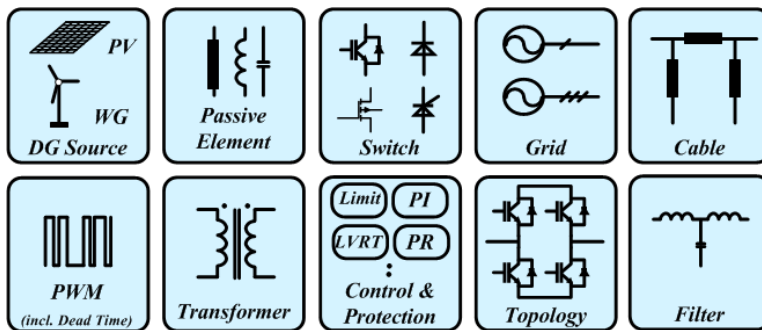 PV
WG
DG Source
Passive
Element
Switch
Grid
Cable
PWM
(incl. Dead Time)
Transformer
Limit PI
LVRT PR
Control &
Protection
Topology
Filter